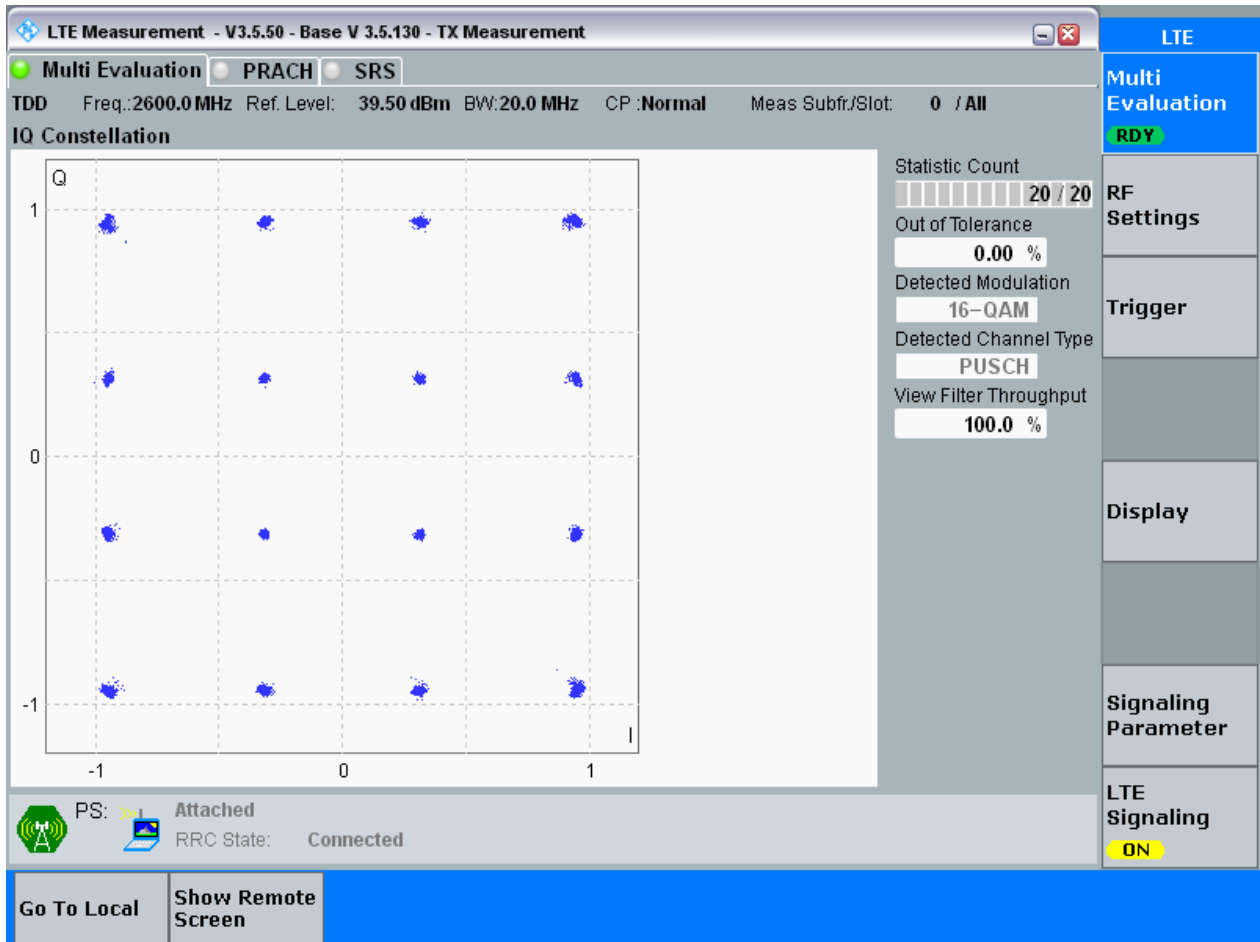 LTE Measurement - V3.5.50 - Base V 3.5.130 - TX Measurement
LTE
Multi Evaluation PRACH SRS
TDD Freq.:2600.0 MHz Ref. Level: 39.50 dBm BW:20.0 MHz CP :Normal Meas Subfr./Slot: 0 / All
IQ Constellation
Q
1
0
-1
I
-1 0 1
Statistic Count
20 / 20
Out of Tolerance
0.00 %
Detected Modulation
16-QAM
Detected Channel Type
PUSCH
View Filter Throughput
100.0 %
Multi
Evaluation
RDY
RF
Settings
Trigger
Display
Signaling
Parameter
LTE
Signaling
ON
PS: Attached
RRC State: Connected
Go To Local
Show Remote
Screen